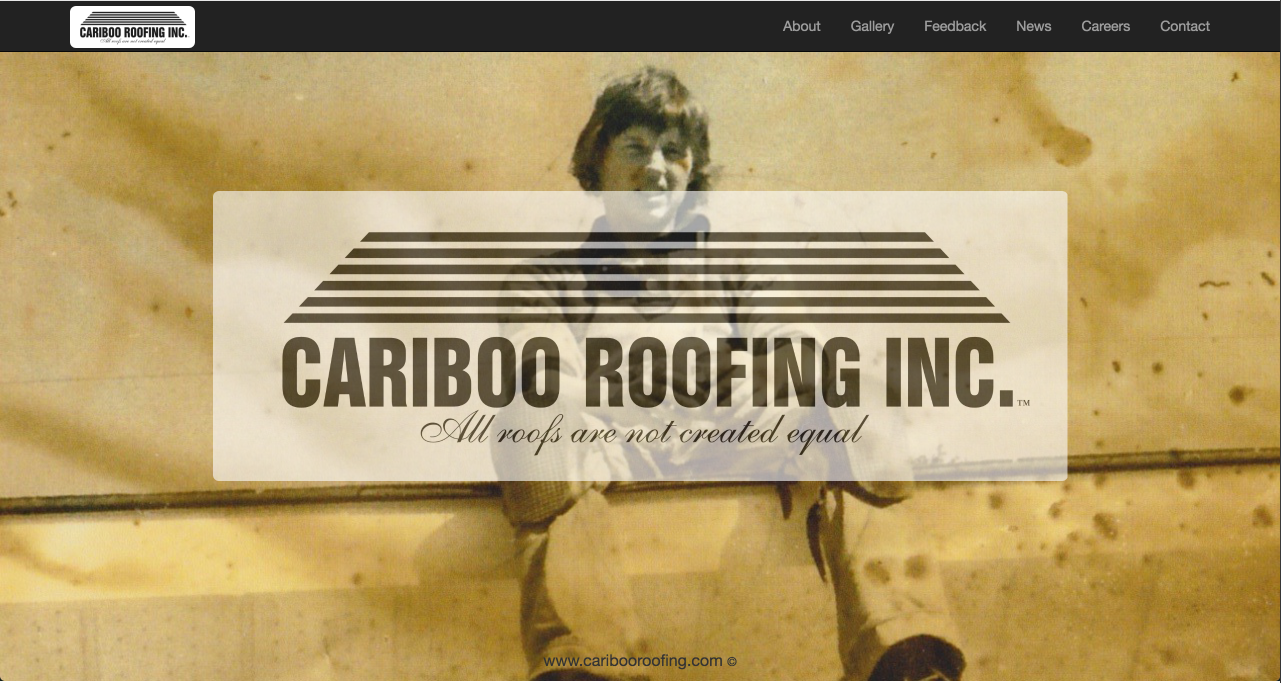 CARIBOO ROOFING INC.
All roofs are not created equal
About
Gallery
Feedback
News
Careers
Contact
CARIBOO ROOFING INC.™
All roofs are not created equal
www.caribooroofing.com ©